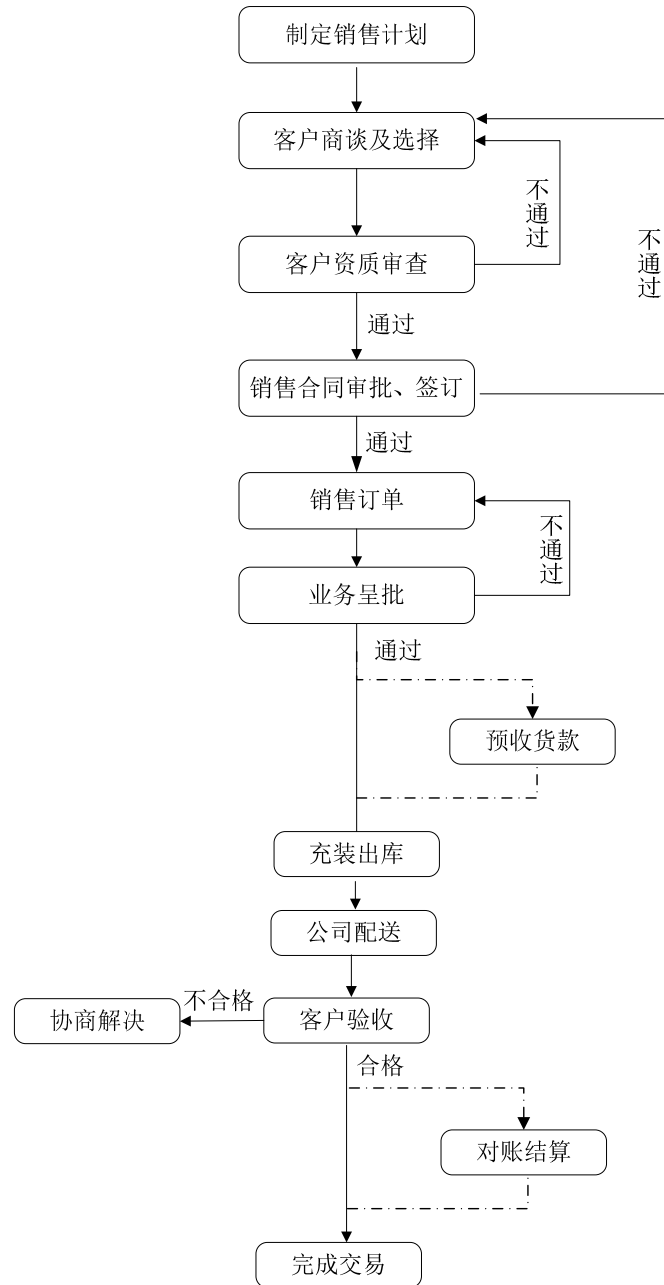 制定销售计划
客户商谈及选择
不通过
不通过
客户资质审查
通过
销售合同审批、签订
通过
销售订单
不通过
业务呈批
通过
预收货款
充装出库
公司配送
不合格
协商解决
客户验收
合格
对账结算
完成交易